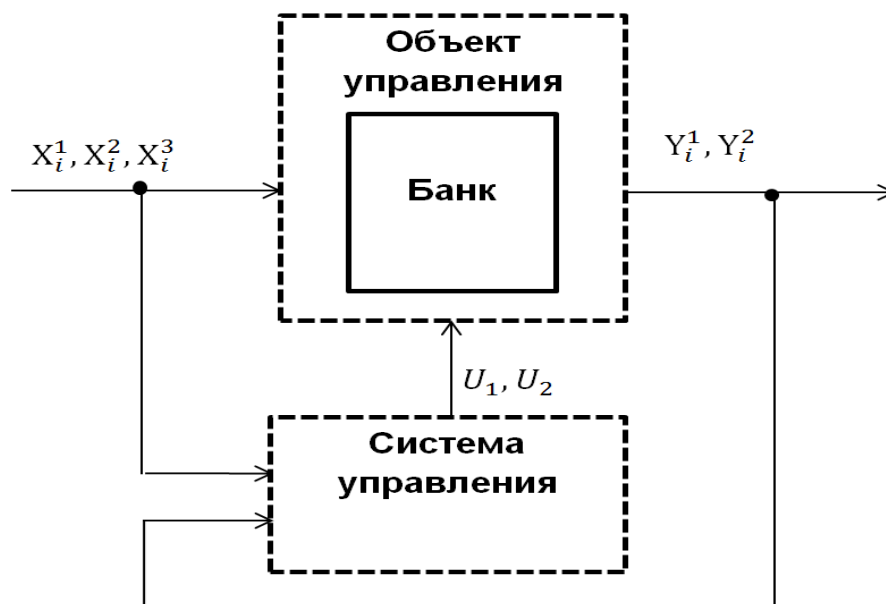 Объект
управления
X_i^1, X_i^2, X_i^3
Y_i^1, Y_i^2
Банк
U_1, U_2
Система
управления